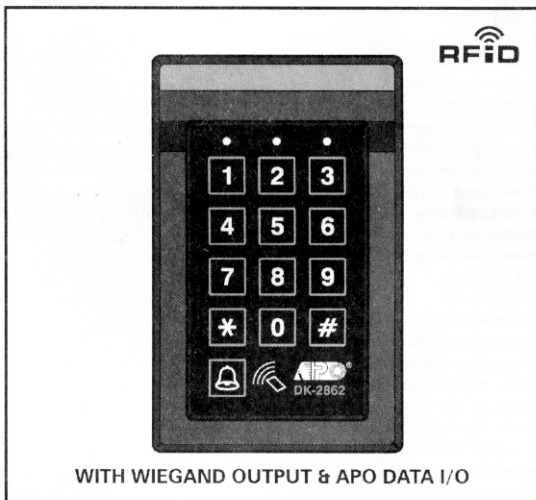 RFiD
1 2 3
4 5 6
7 8 9
* 0 #
APO®
DK-2862
WITH WIEGAND OUTPUT & APO DATA I/O